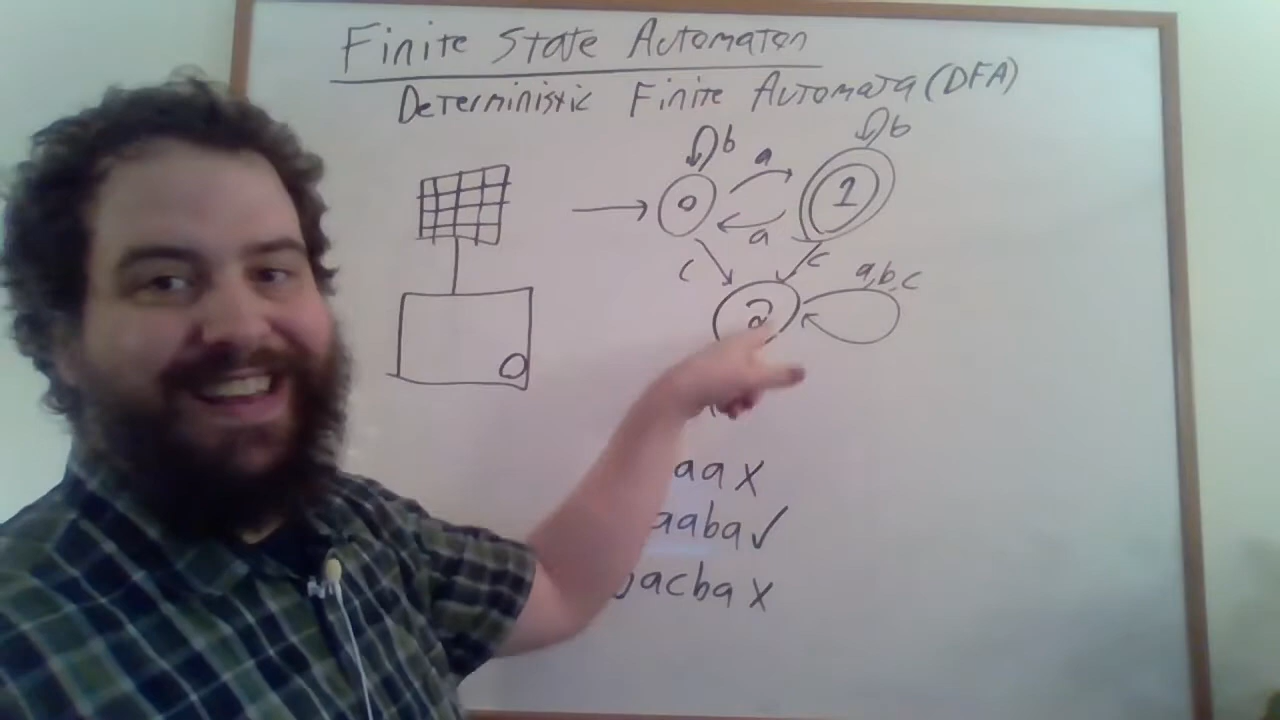 Finite State Automaton
Deterministic Finite Automata (DFA)
b
b
a
0
1
a
c
c
a,b,c
2
aa x
aaba ✓
acba x